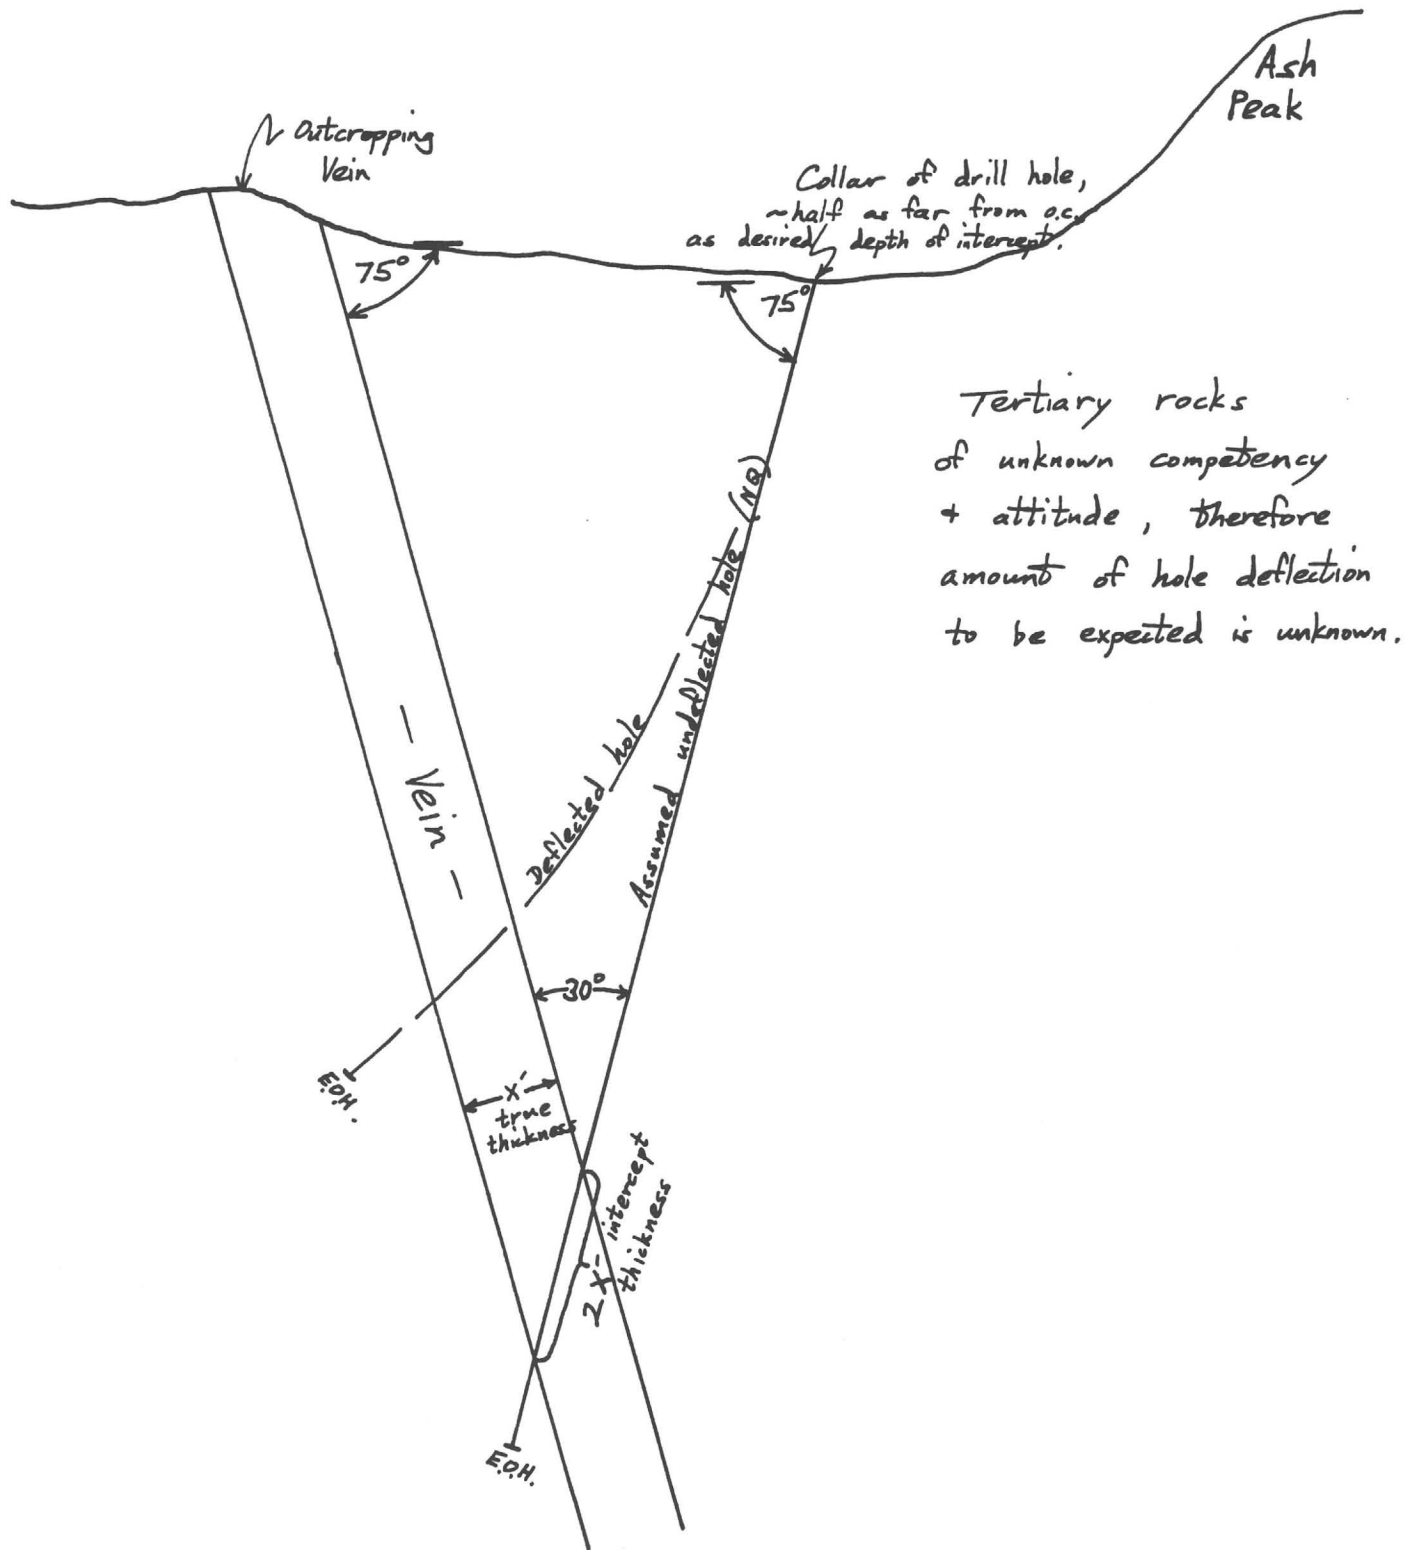 Ash
Peak
Outcropping
Vein
Collar of drill hole,
~half as far from o.c.
as desired depth of intercept.
75°
75°
Tertiary rocks
of unknown competency
+ attitude, therefore
amount of hole deflection
to be expected is unknown.
(NQ)
Assumed undeflected hole
Deflected hole
— Vein —
30°
E.O.H.
X'
true
thickness
2X' intercept
thickness
E.O.H.